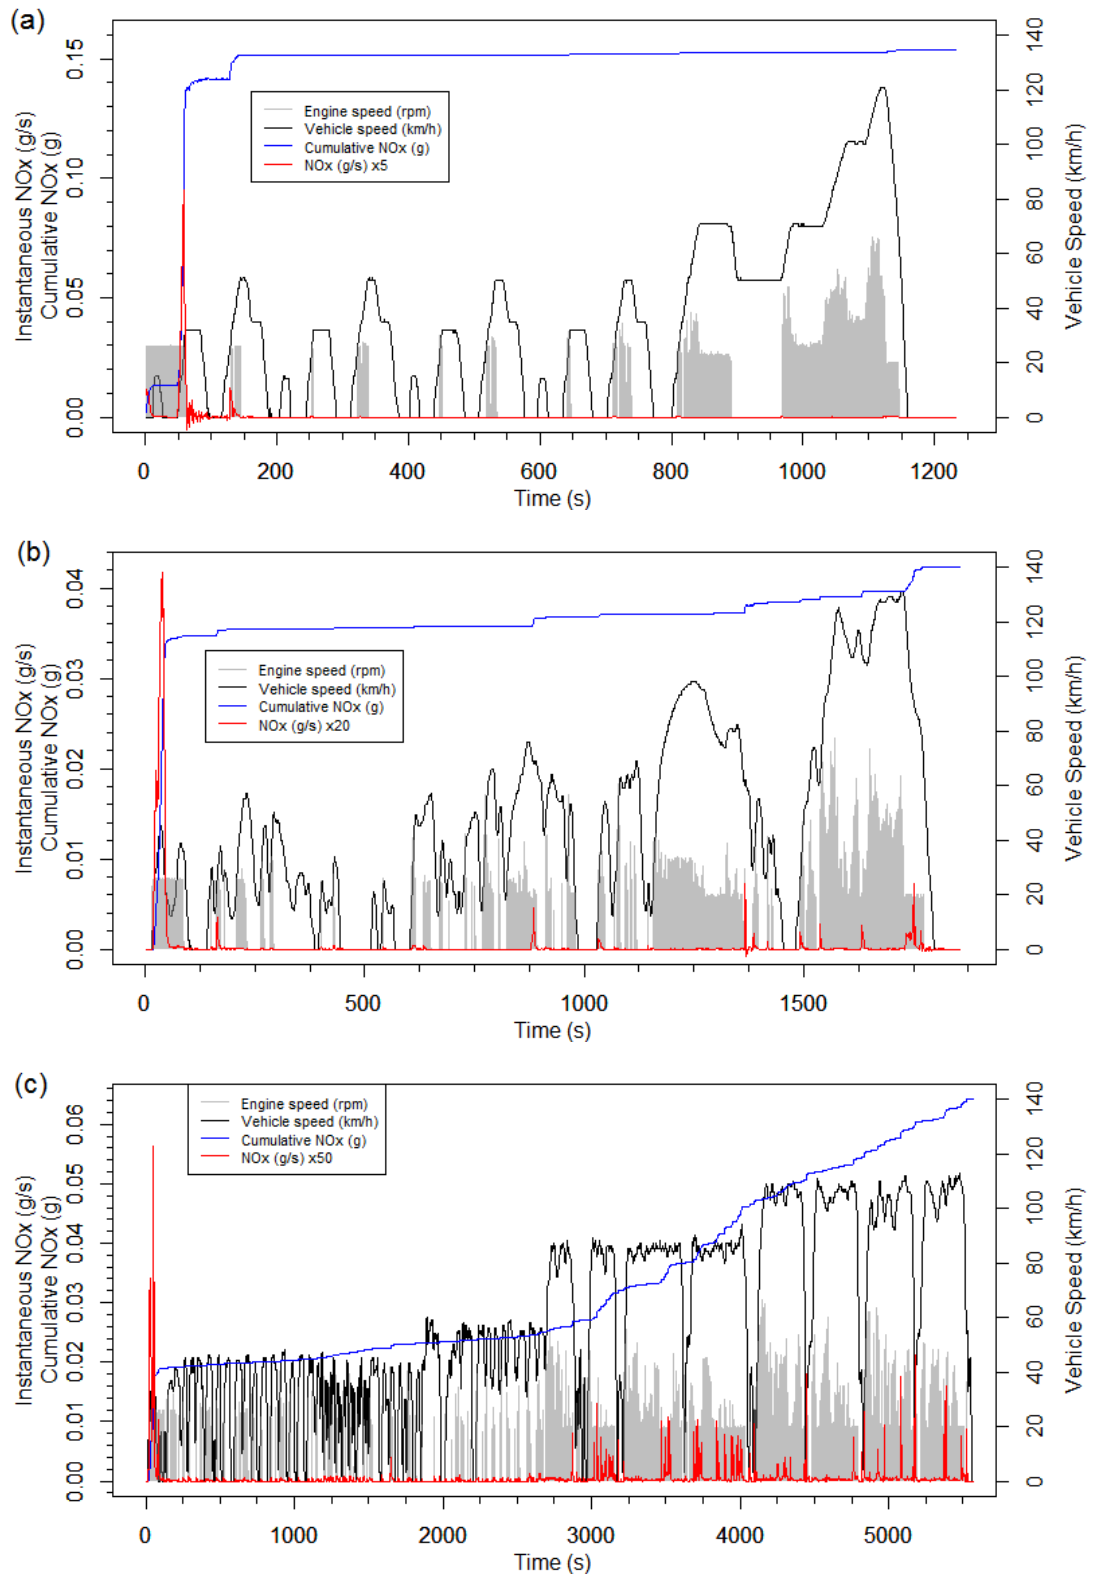 (a)
Instantaneous NOx (g/s)
Cumulative NOx (g)
0.00 0.05 0.10 0.15
Engine speed (rpm)
Vehicle speed (km/h)
Cumulative NOx (g)
NOx (g/s) x5
0 20 40 60 80 100 120 140
Vehicle Speed (km/h)
0 200 400 600 800 1000 1200
Time (s)
(b)
Instantaneous NOx (g/s)
Cumulative NOx (g)
0.00 0.01 0.02 0.03 0.04
Engine speed (rpm)
Vehicle speed (km/h)
Cumulative NOx (g)
NOx (g/s) x20
0 20 40 60 80 100 120 140
Vehicle Speed (km/h)
0 500 1000 1500
Time (s)
(c)
Instantaneous NOx (g/s)
Cumulative NOx (g)
0.00 0.01 0.02 0.03 0.04 0.05 0.06
Engine speed (rpm)
Vehicle speed (km/h)
Cumulative NOx (g)
NOx (g/s) x50
0 20 40 60 80 100 120 140
Vehicle Speed (km/h)
0 1000 2000 3000 4000 5000
Time (s)